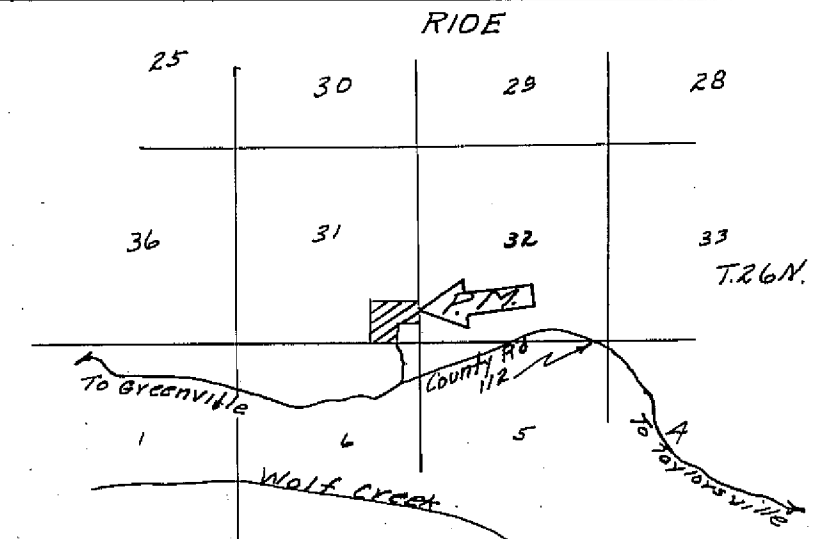 R10E
25 30 29 28
36 31 32 33
T.26N.
P.M.
County Rd
112
To Greenville
1 6 5 4
To Taylorsville
Wolf Creek